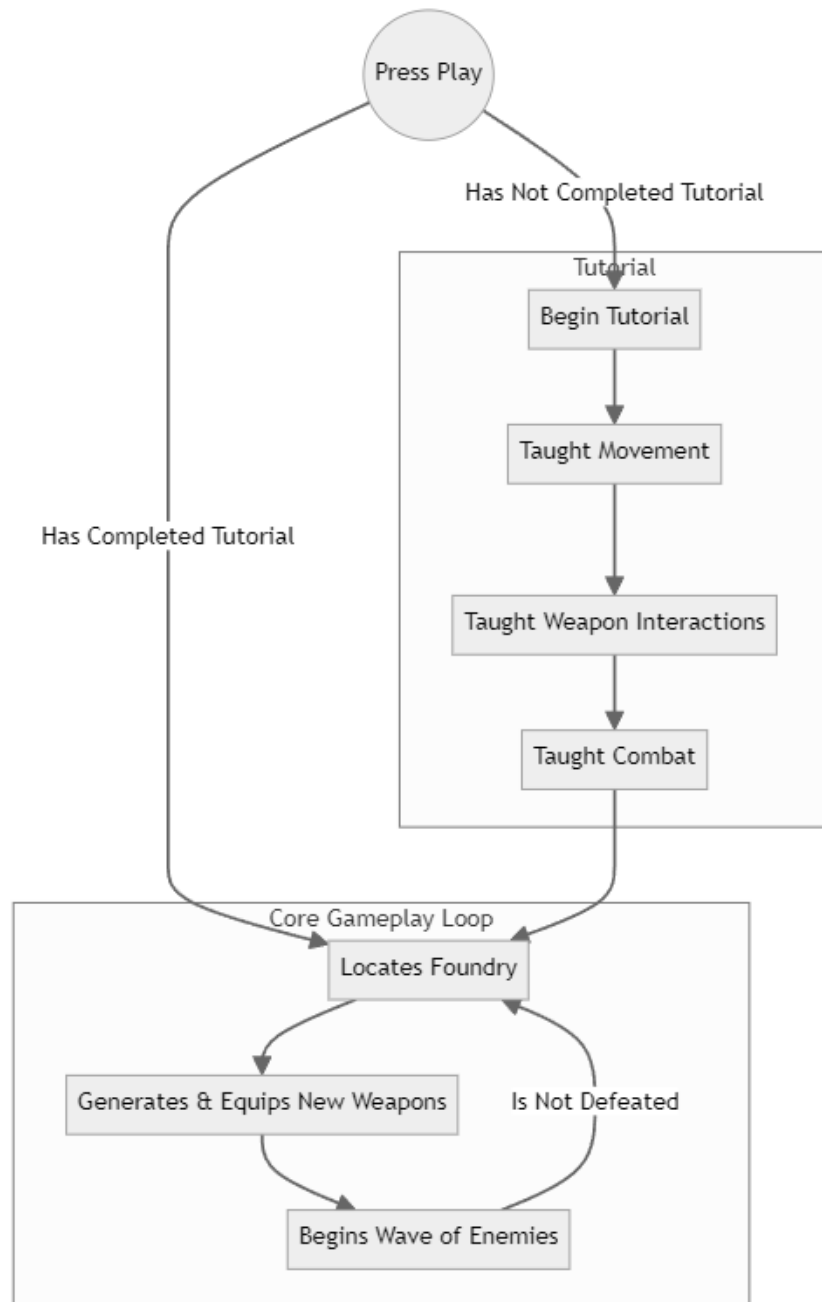 Press Play
Has Not Completed Tutorial
Tutorial
Begin Tutorial
Taught Movement
Has Completed Tutorial
Taught Weapon Interactions
Taught Combat
Core Gameplay Loop
Locates Foundry
Generates & Equips New Weapons
Is Not Defeated
Begins Wave of Enemies